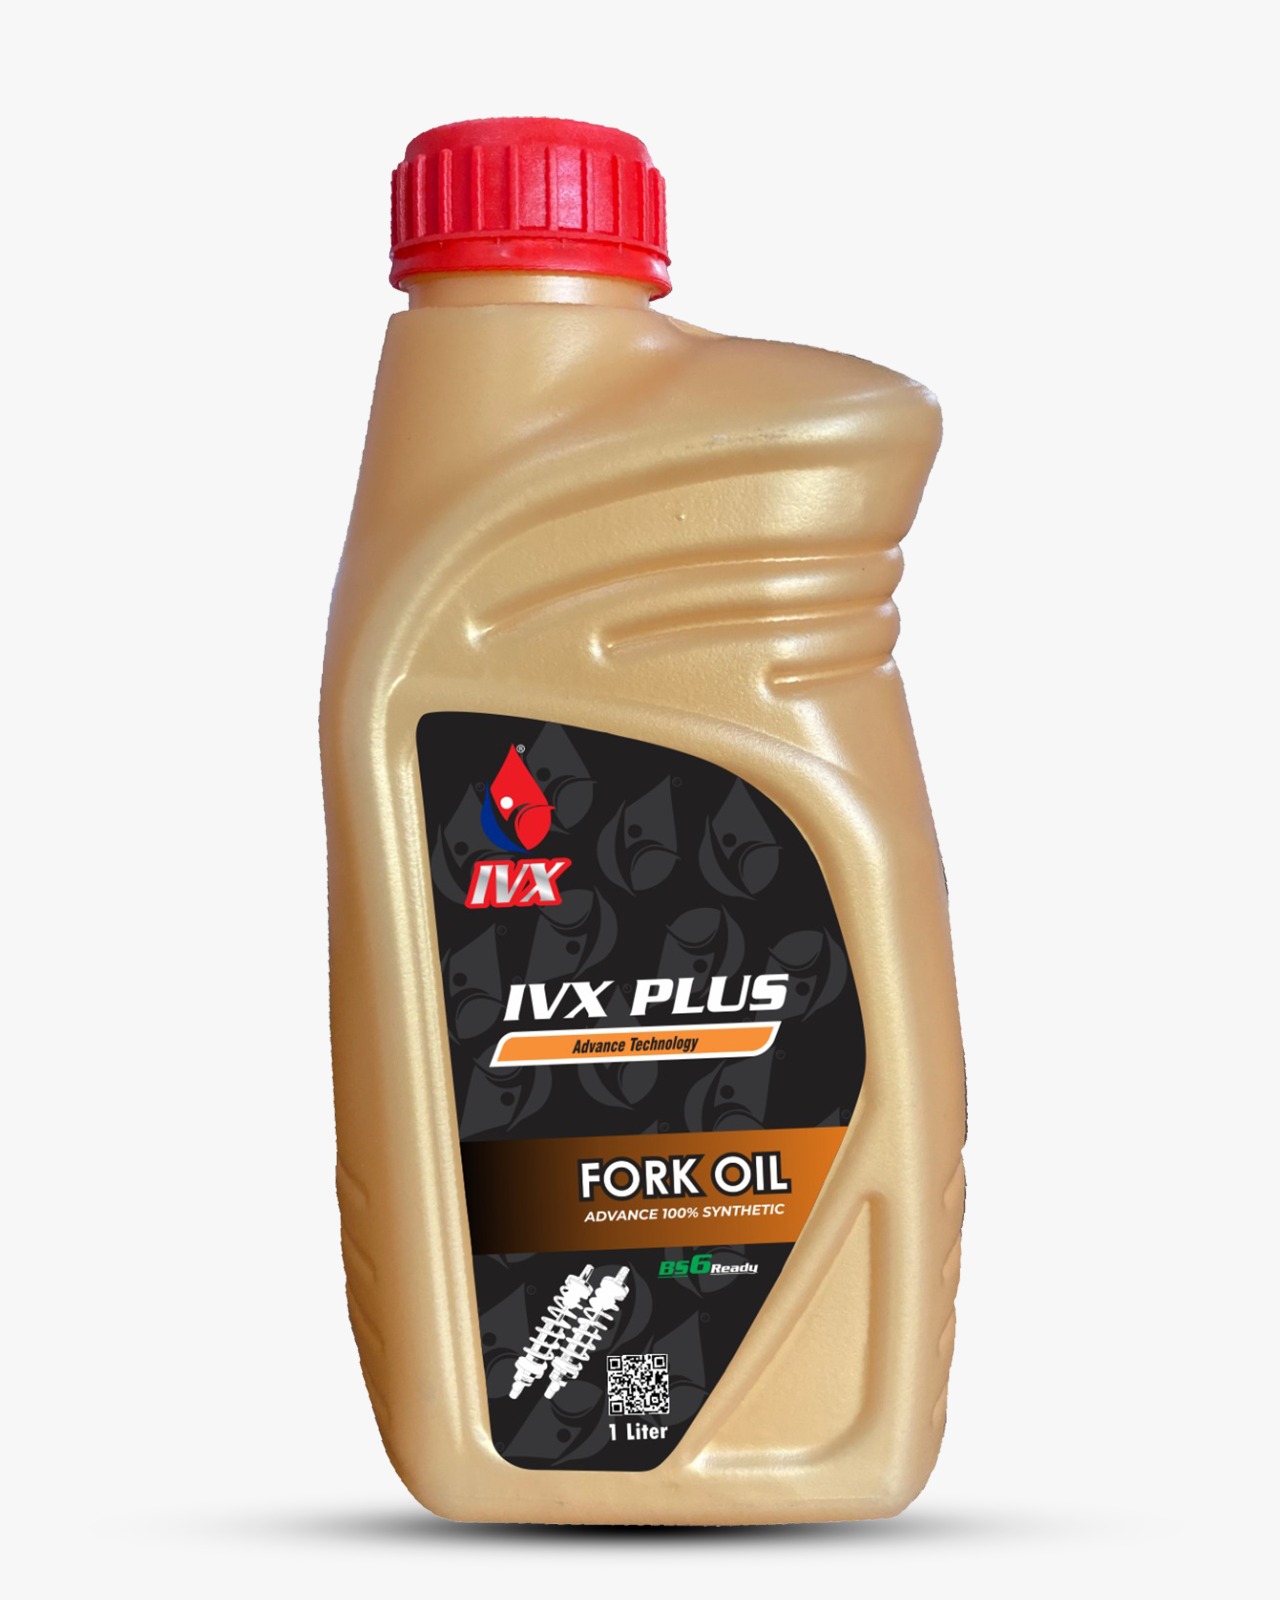 ®
IVX
IVX PLUS
Advance Technology
FORK OIL
ADVANCE 100% SYNTHETIC
BS6 Ready
1 Liter